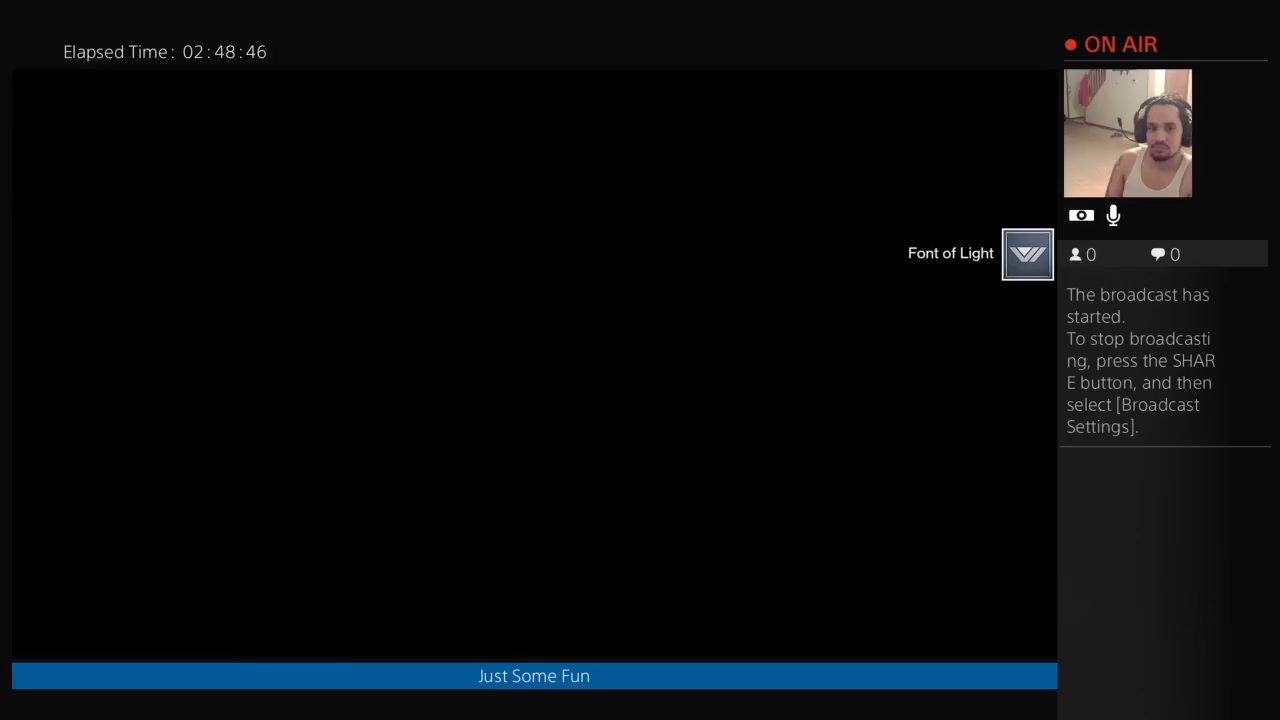 Elapsed Time: 02:48:46
ON AIR
Font of Light
0
0
The broadcast has
started.
To stop broadcasti
ng, press the SHAR
E button, and then
select [Broadcast
Settings].
Just Some Fun